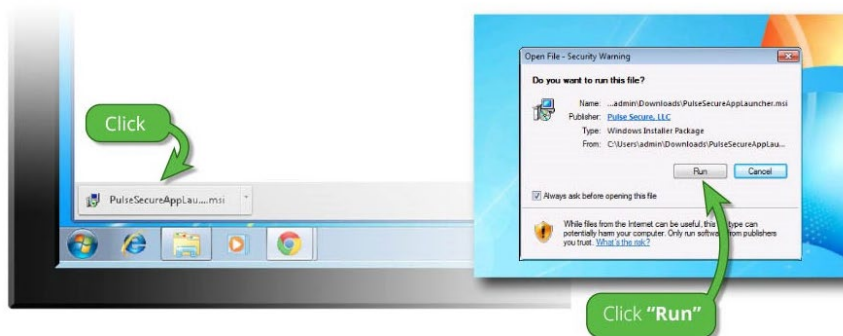 Click
PulseSecureAppLau....msi
Open File - Security Warning
Do you want to run this file?
Name: ...admin\Downloads\PulseSecureAppLauncher.msi
Publisher: Pulse Secure, LLC
Type: Windows Installer Package
From: C:\Users\admin\Downloads\PulseSecureAppLau...
Run Cancel
Always ask before opening this file
While files from the Internet can be useful, this type can
potentially harm your computer. Only run software from publishers
you trust. What's the risk?
Click "Run"